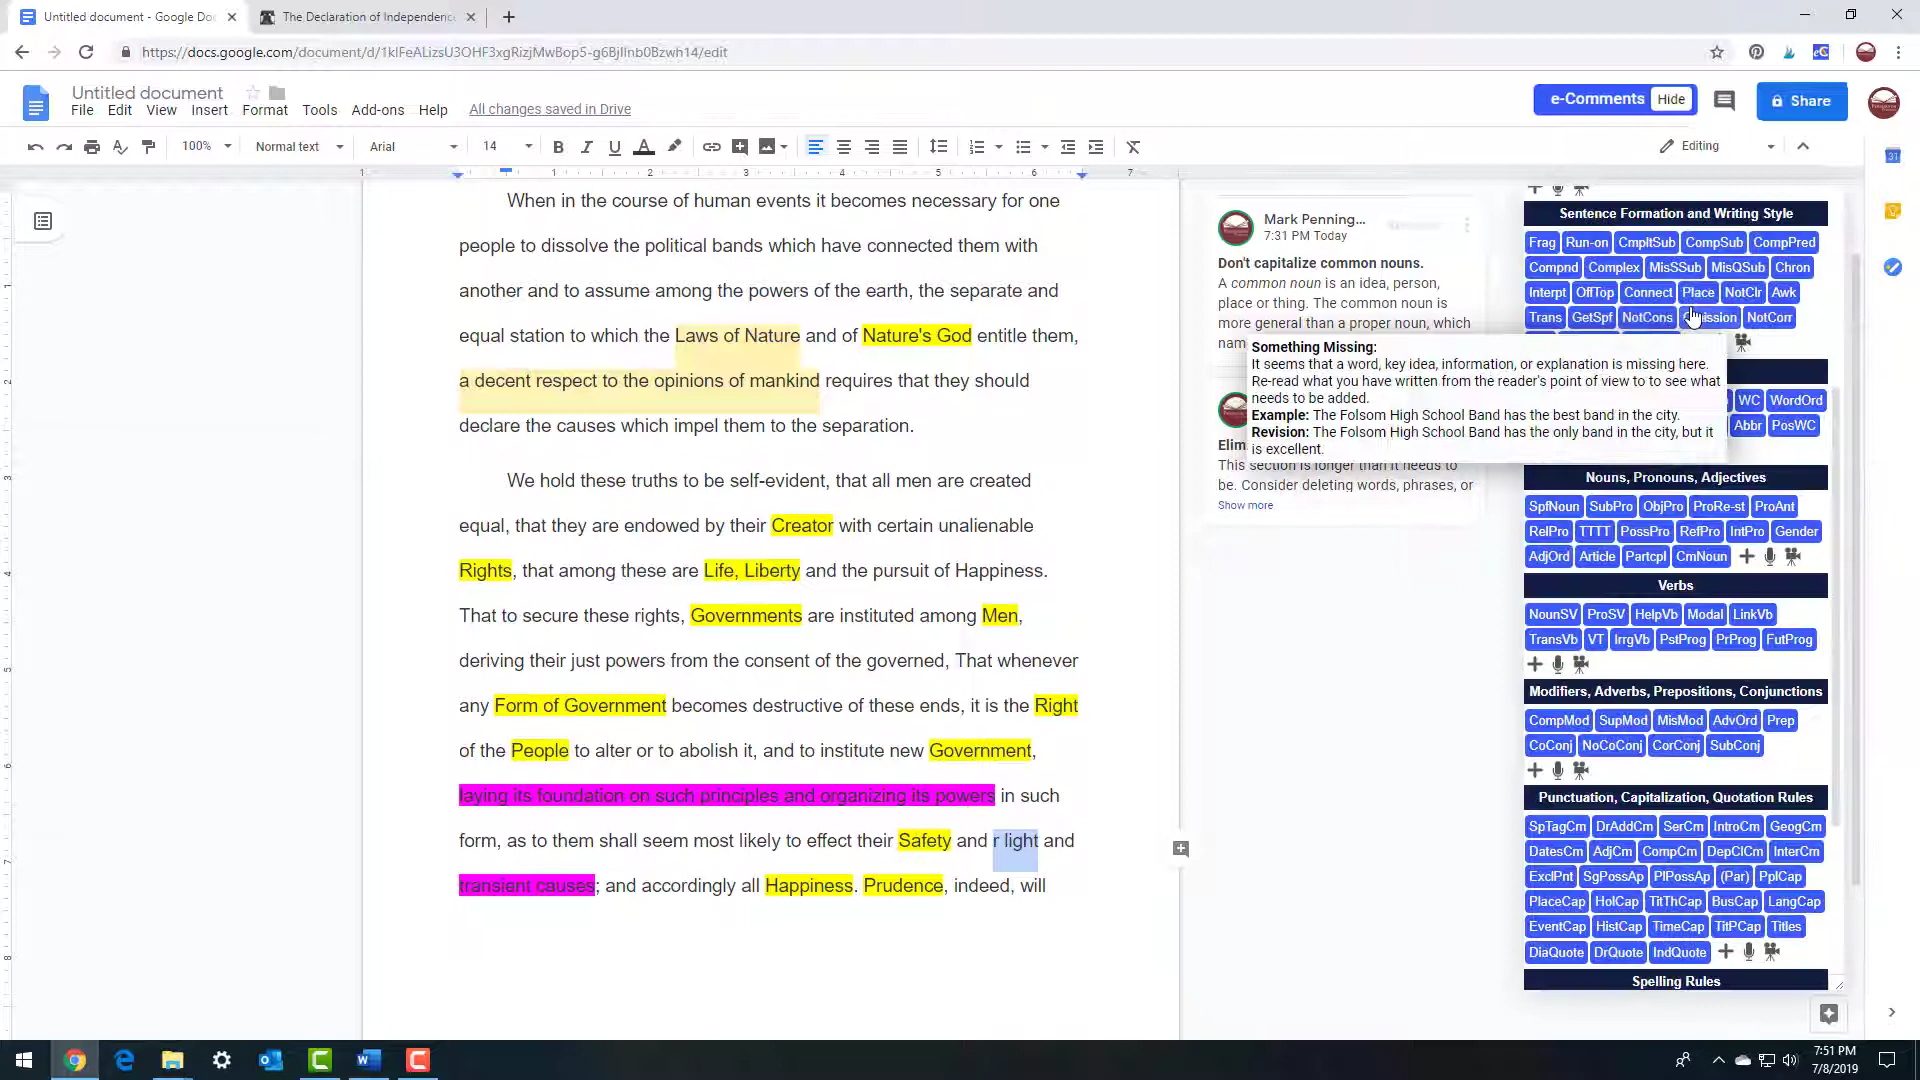 Untitled document - Google Do
The Declaration of Independence
https://docs.google.com/document/d/1klFeALizsU3OHF3xgRizjMwBop5-g6BjIlnb0Bzwh14/edit
Untitled document
File Edit View Insert Format Tools Add-ons Help All changes saved in Drive
e-Comments Hide
Share
100% Normal text Arial 14
Editing
1 1 2 3 4 5 6 7
When in the course of human events it becomes necessary for one
people to dissolve the political bands which have connected them with
another and to assume among the powers of the earth, the separate and
equal station to which the Laws of Nature and of Nature's God entitle them,
a decent respect to the opinions of mankind requires that they should
declare the causes which impel them to the separation.
We hold these truths to be self-evident, that all men are created
equal, that they are endowed by their Creator with certain unalienable
Rights, that among these are Life, Liberty and the pursuit of Happiness.
That to secure these rights, Governments are instituted among Men,
deriving their just powers from the consent of the governed, That whenever
any Form of Government becomes destructive of these ends, it is the Right
of the People to alter or to abolish it, and to institute new Government,
laying its foundation on such principles and organizing its powers in such
form, as to them shall seem most likely to effect their Safety and r light and
transient causes; and accordingly all Happiness. Prudence, indeed, will
Mark Penning...
7:31 PM Today
Don't capitalize common nouns.
A common noun is an idea, person,
place or thing. The common noun is
more general than a proper noun, which
nam
Elim
This section is longer than it needs to
be. Consider deleting words, phrases, or
Show more
Something Missing:
It seems that a word, key idea, information, or explanation is missing here.
Re-read what you have written from the reader's point of view to to see what
needs to be added.
Example: The Folsom High School Band has the best band in the city.
Revision: The Folsom High School Band has the only band in the city, but it
is excellent.
Sentence Formation and Writing Style
Frag Run-on CmpltSub CompSub CompPred
Compnd Complex MisSSub MisQSub Chron
Interpt OffTop Connect Place NotClr Awk
Trans GetSpf NotCons ission NotCorr
WC WordOrd
Abbr PosWC
Nouns, Pronouns, Adjectives
SpfNoun SubPro ObjPro ProRe-st ProAnt
RelPro TTTT PossPro RefPro IntPro Gender
AdjOrd Article Partcpl CmNoun
Verbs
NounSV ProSV HelpVb Modal LinkVb
TransVb VT IrrgVb PstProg PrProg FutProg
Modifiers, Adverbs, Prepositions, Conjunctions
CompMod SupMod MisMod AdvOrd Prep
CoConj NoCoConj CorConj SubConj
Punctuation, Capitalization, Quotation Rules
SpTagCm DrAddCm SerCm IntroCm GeogCm
DatesCm AdjCm CompCm DepClCm InterCm
ExclPnt SgPossAp PlPossAp (Par) PplCap
PlaceCap HolCap TitThCap BusCap LangCap
EventCap HistCap TimeCap TitPCap Titles
DiaQuote DrQuote IndQuote
Spelling Rules
7:51 PM
7/8/2019